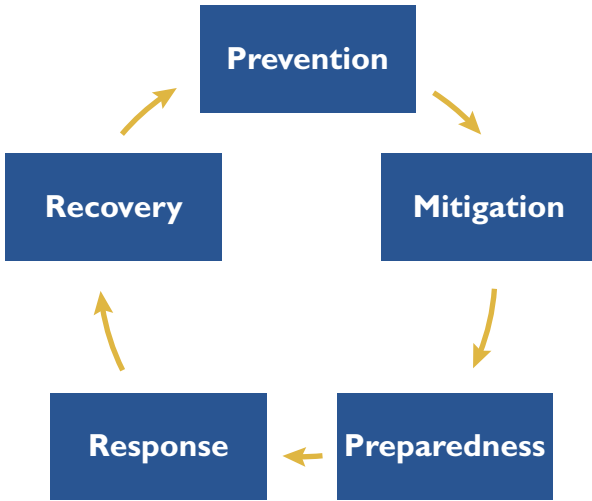 Prevention
Mitigation
Preparedness
Response
Recovery